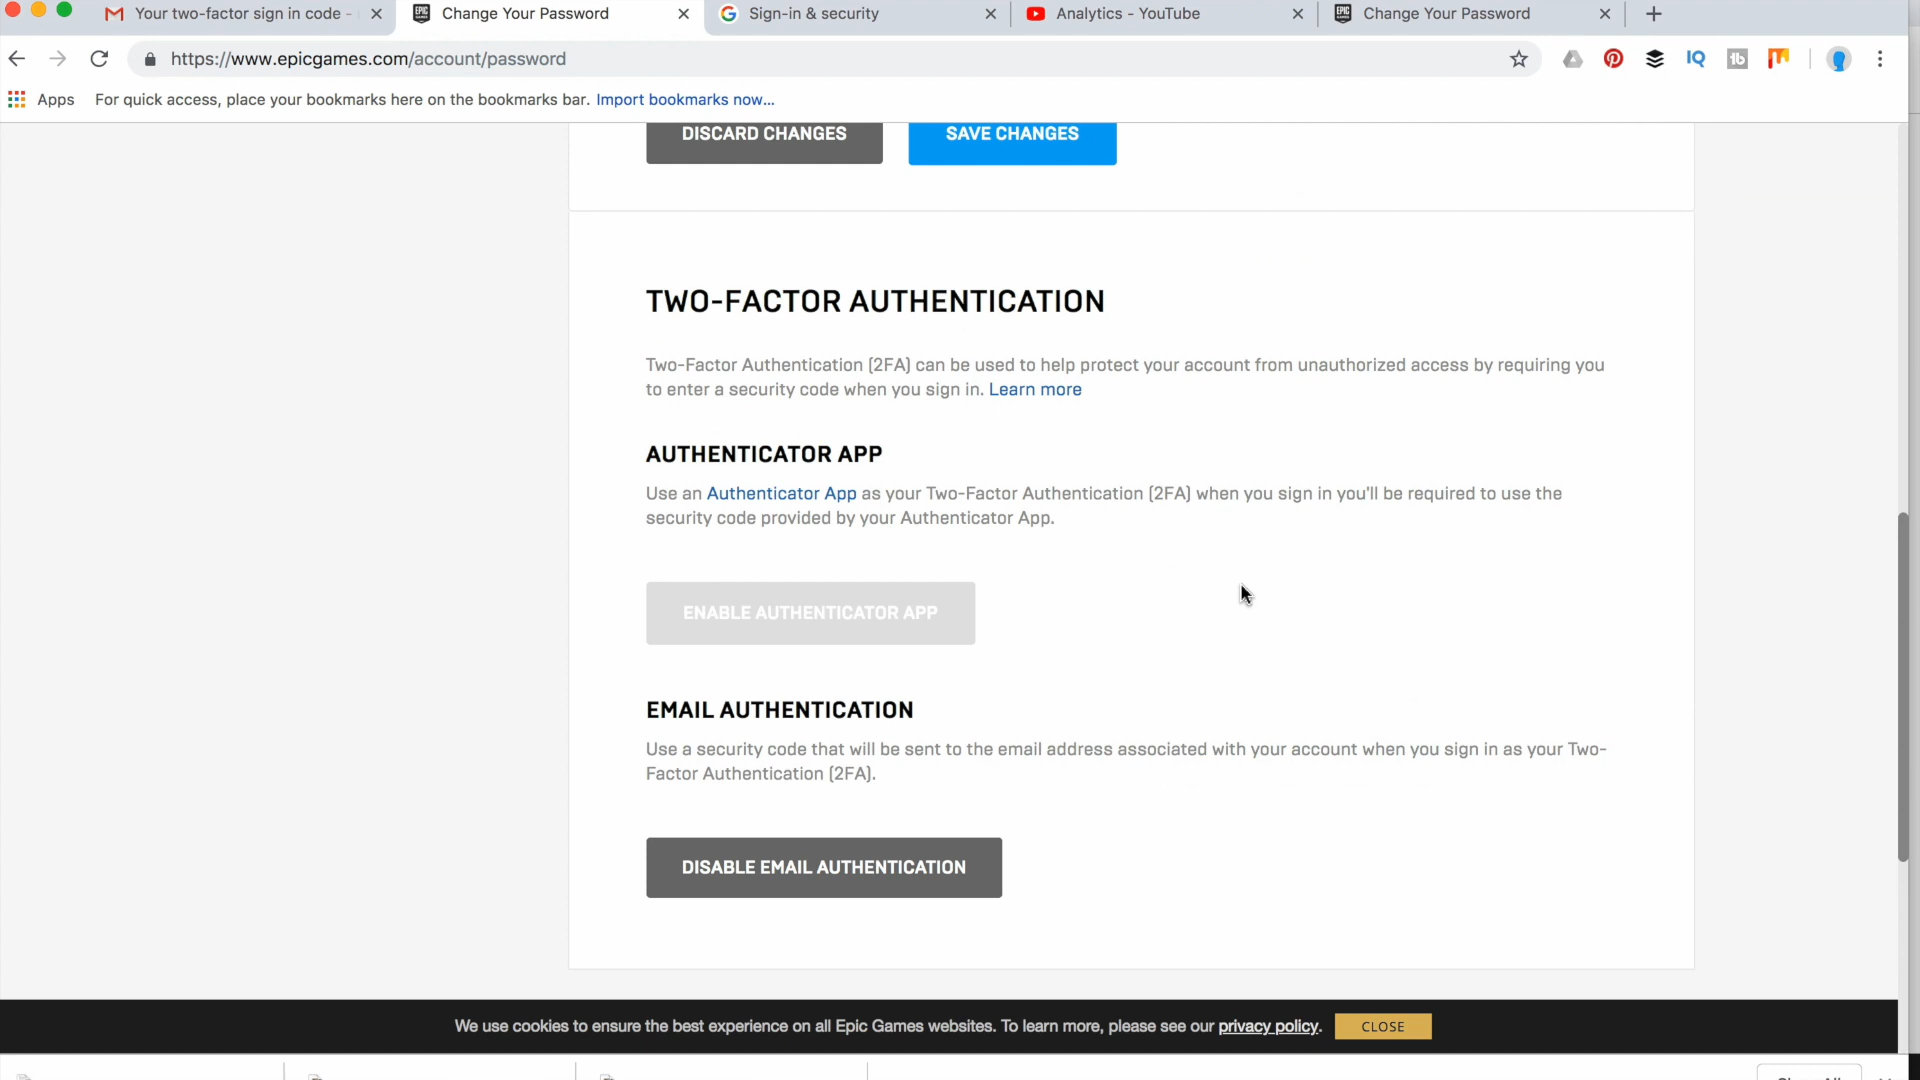 Your two-factor sign in code -
Change Your Password
Sign-in & security
Analytics - YouTube
Change Your Password
https://www.epicgames.com/account/password
Apps
For quick access, place your bookmarks here on the bookmarks bar. Import bookmarks now...
DISCARD CHANGES
SAVE CHANGES
TWO-FACTOR AUTHENTICATION
Two-Factor Authentication (2FA) can be used to help protect your account from unauthorized access by requiring you
to enter a security code when you sign in. Learn more
AUTHENTICATOR APP
Use an Authenticator App as your Two-Factor Authentication (2FA) when you sign in you'll be required to use the
security code provided by your Authenticator App.
ENABLE AUTHENTICATOR APP
EMAIL AUTHENTICATION
Use a security code that will be sent to the email address associated with your account when you sign in as your Two-
Factor Authentication (2FA).
DISABLE EMAIL AUTHENTICATION
We use cookies to ensure the best experience on all Epic Games websites. To learn more, please see our privacy policy.
CLOSE